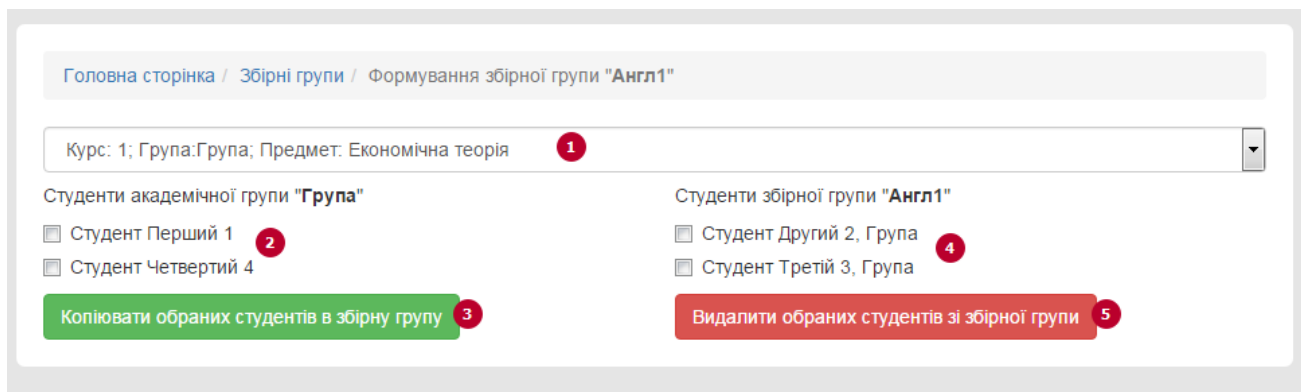 Головна сторінка / Збірні групи / Формування збірної групи "Англ1"
Курс: 1; Група:Група; Предмет: Економічна теорія 1
Студенти академічної групи "Група"
Студент Перший 1
2
Студент Четвертий 4
Копіювати обраних студентів в збірну групу 3
Студенти збірної групи "Англ1"
Студент Другий 2, Група
4
Студент Третій 3, Група
Видалити обраних студентів зі збірної групи 5